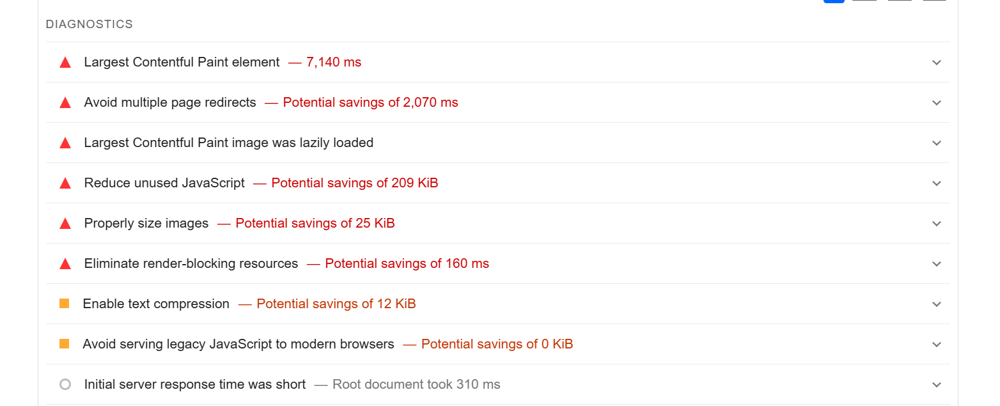 DIAGNOSTICS
Largest Contentful Paint element — 7,140 ms
Avoid multiple page redirects — Potential savings of 2,070 ms
Largest Contentful Paint image was lazily loaded
Reduce unused JavaScript — Potential savings of 209 KiB
Properly size images — Potential savings of 25 KiB
Eliminate render-blocking resources — Potential savings of 160 ms
Enable text compression — Potential savings of 12 KiB
Avoid serving legacy JavaScript to modern browsers — Potential savings of 0 KiB
Initial server response time was short — Root document took 310 ms